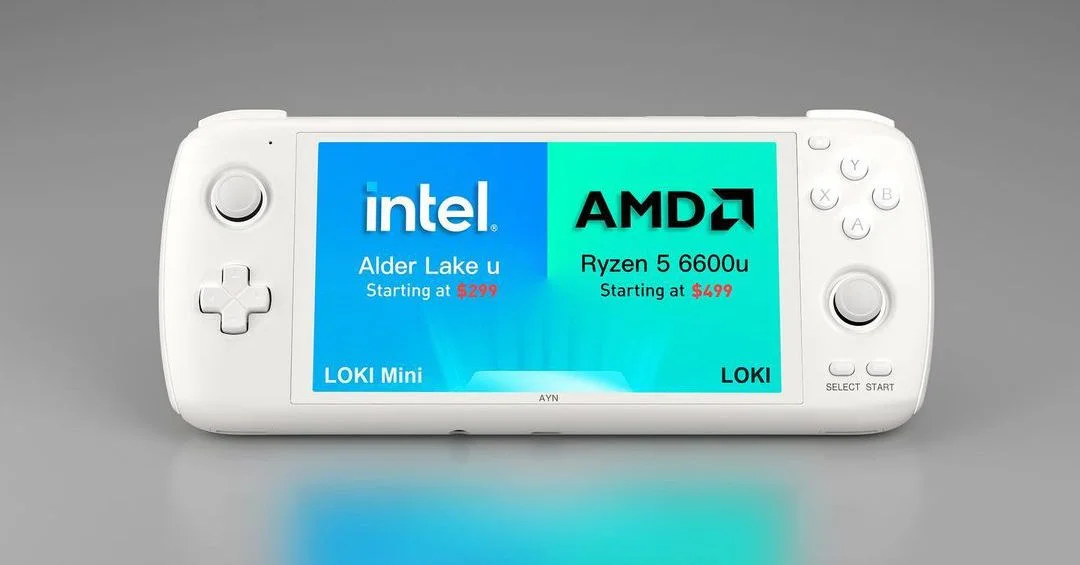 intel®
Alder Lake u
Starting at $299
LOKI Mini
AMD
Ryzen 5 6600u
Starting at $499
LOKI
AYN
Y
X
B
A
SELECT START